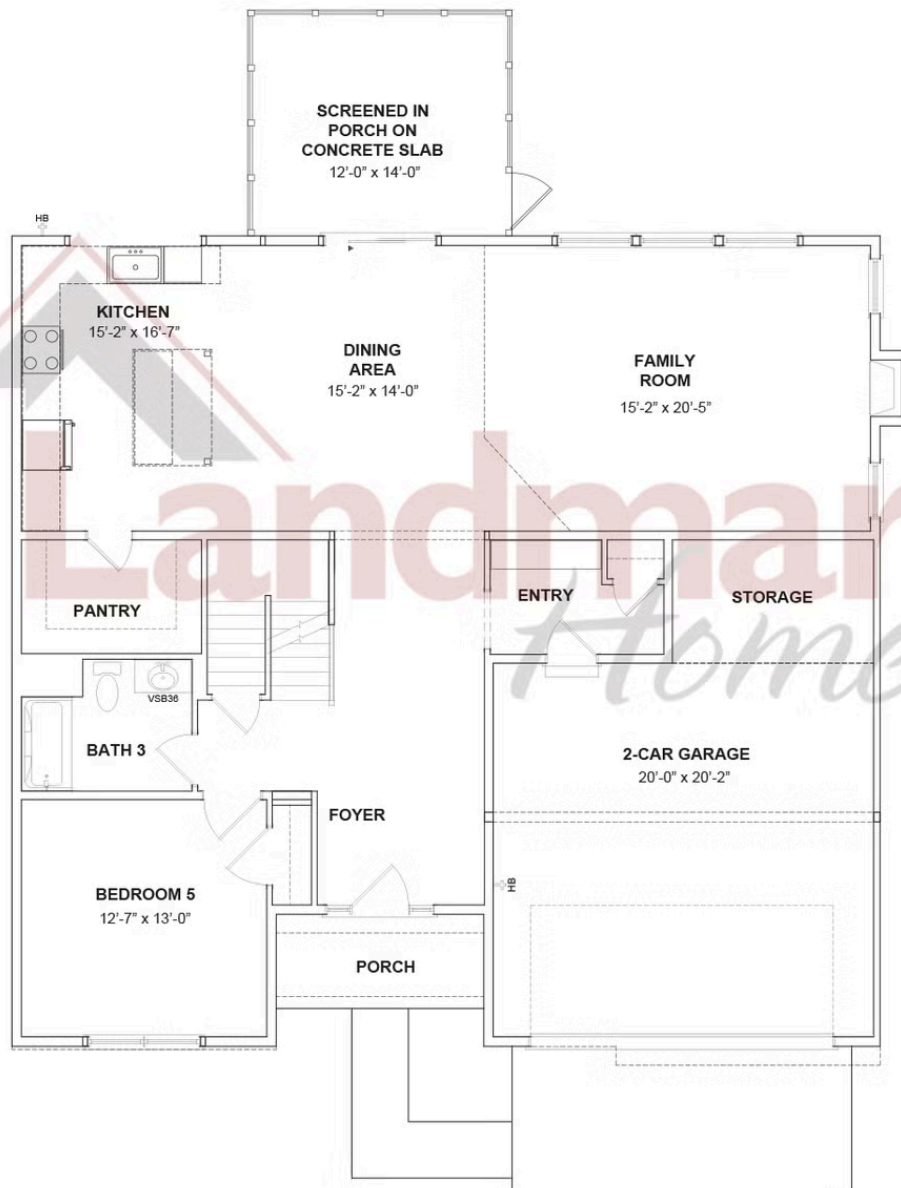 SCREENED IN
PORCH ON
CONCRETE SLAB
12'-0" x 14'-0"
HB
KITCHEN
15'-2" x 16'-7"
DINING
AREA
15'-2" x 14'-0"
FAMILY
ROOM
15'-2" x 20'-5"
Landmar
Home
PANTRY
ENTRY
STORAGE
VSB36
BATH 3
2-CAR GARAGE
20'-0" x 20'-2"
FOYER
HB
BEDROOM 5
12'-7" x 13'-0"
PORCH